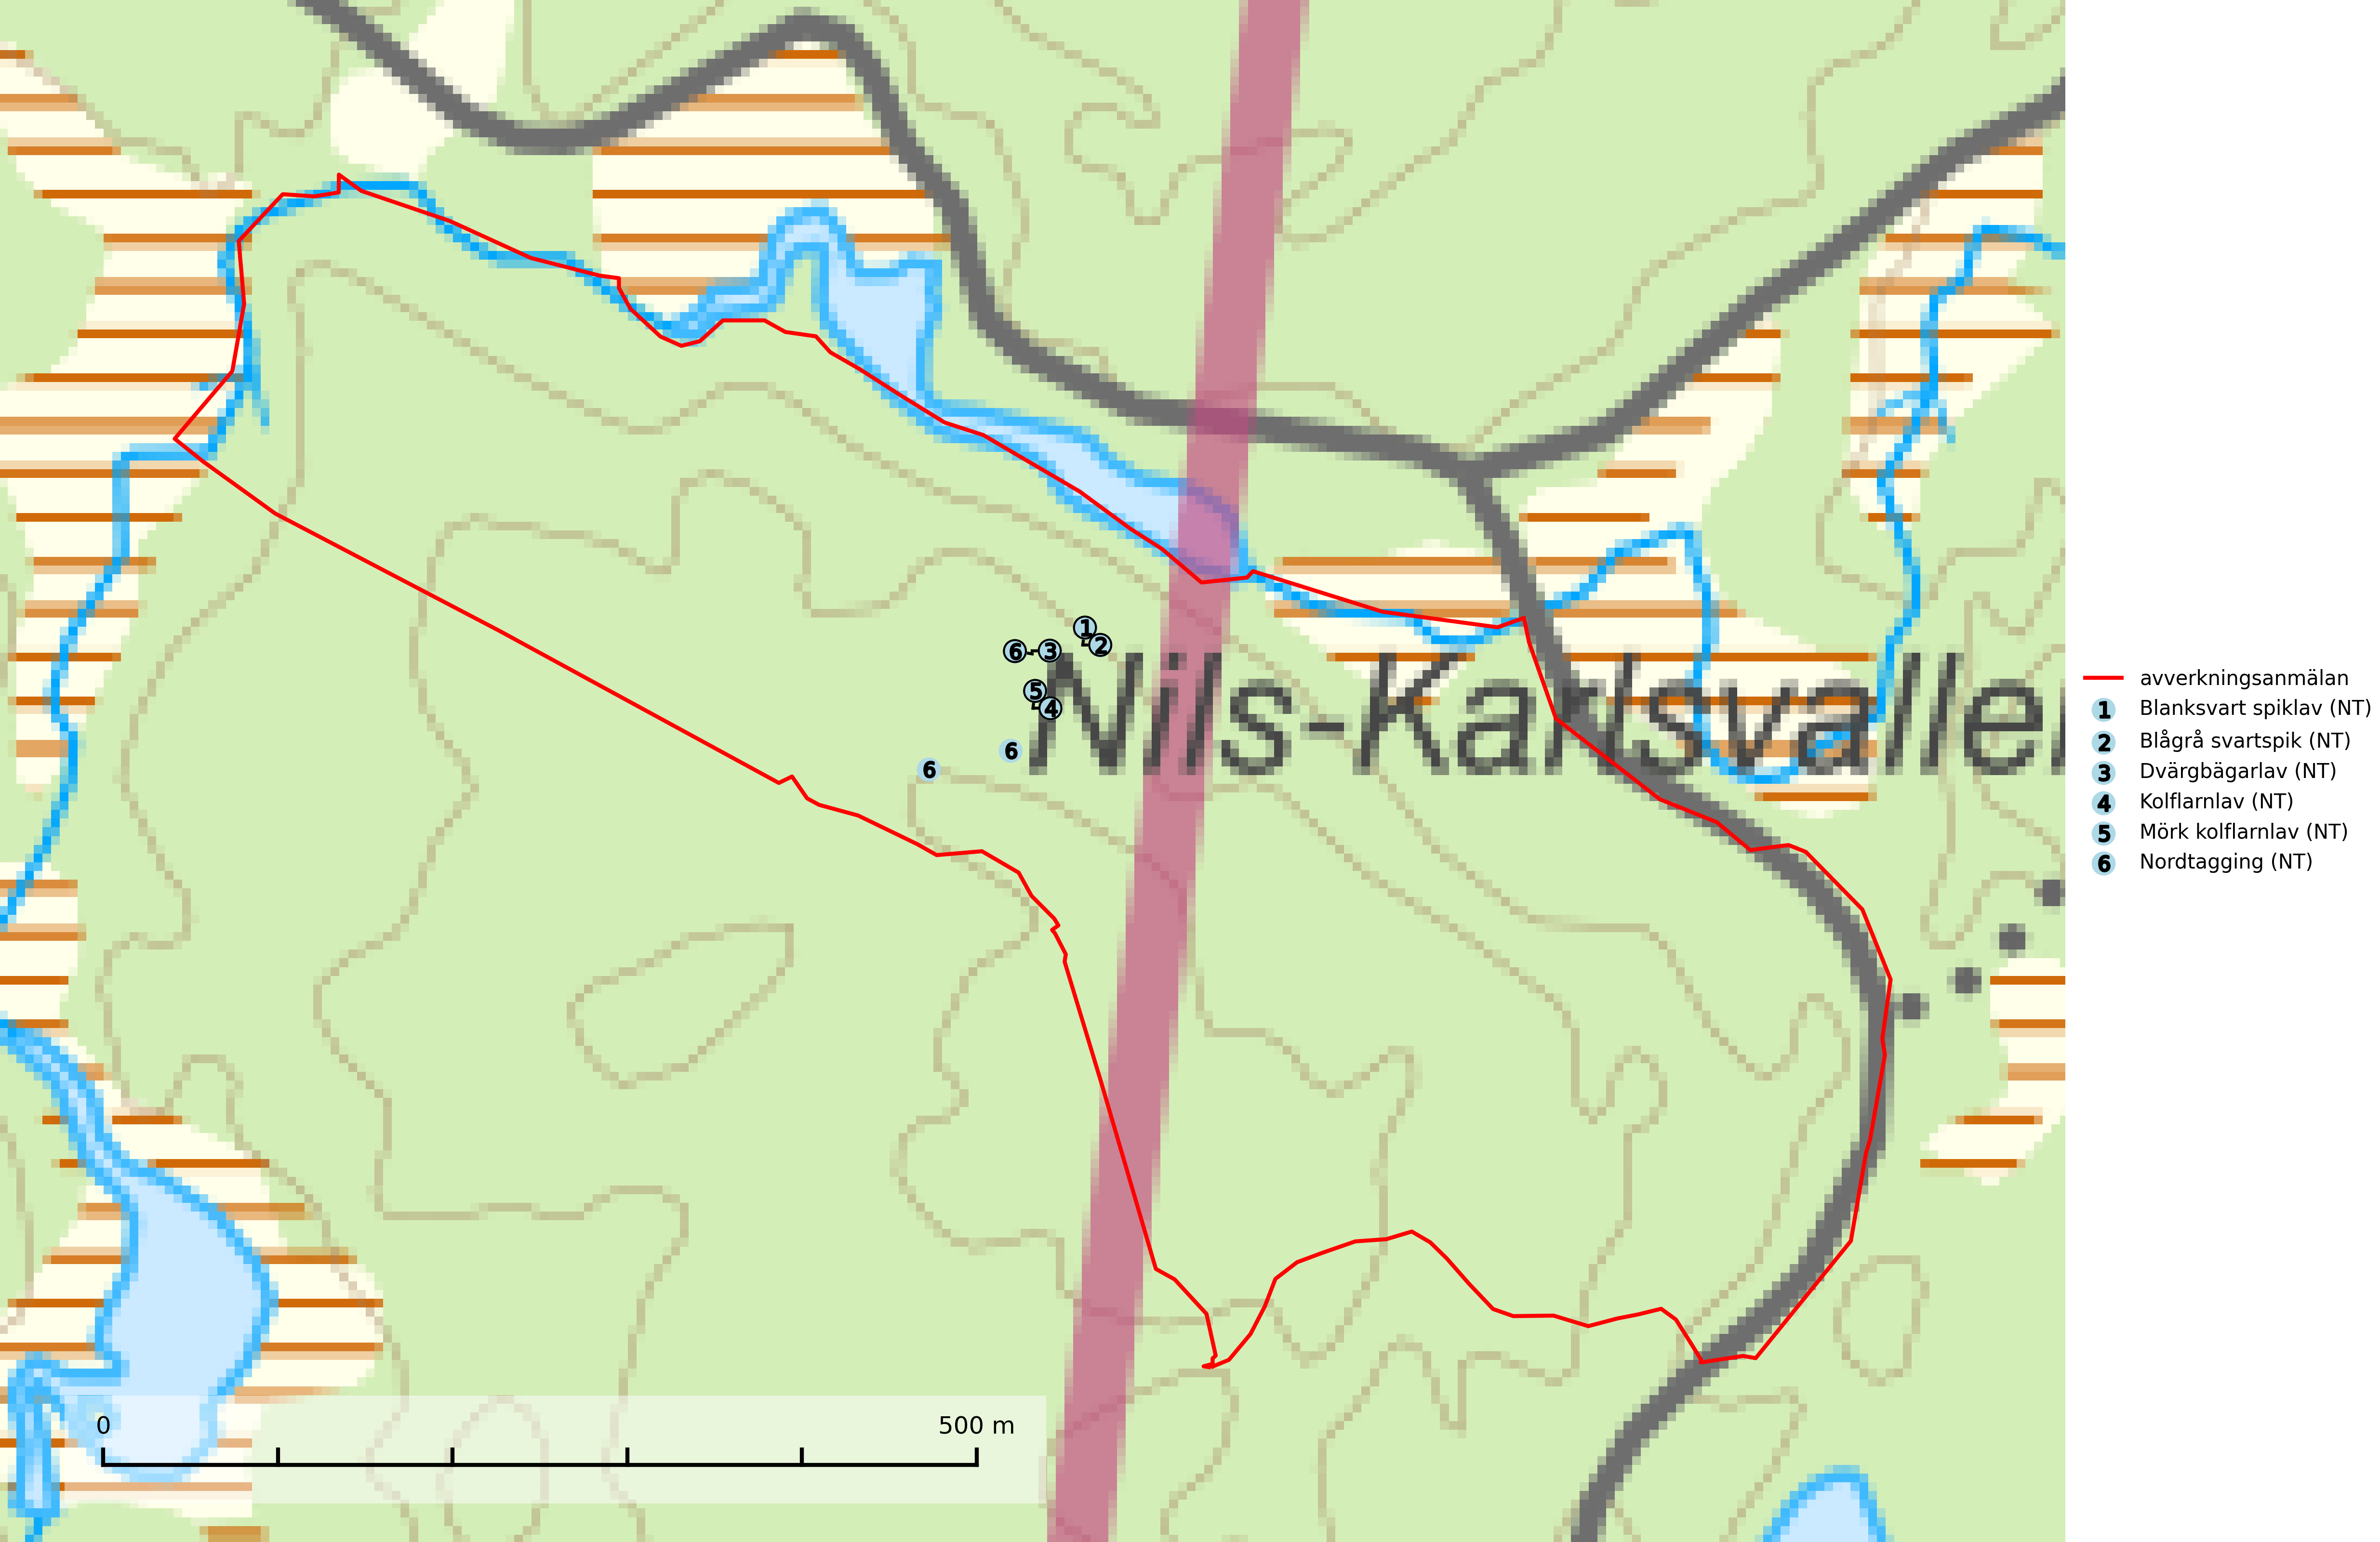 1
6 3 2
Nils-Karlsvalle
5
4
6
6
0 500 m
avverkningsanmälan
1 Blanksvart spiklav (NT)
2 Blågrå svartspik (NT)
3 Dvärgbägarlav (NT)
4 Kolflarnlav (NT)
5 Mörk kolflarnlav (NT)
6 Nordtagging (NT)